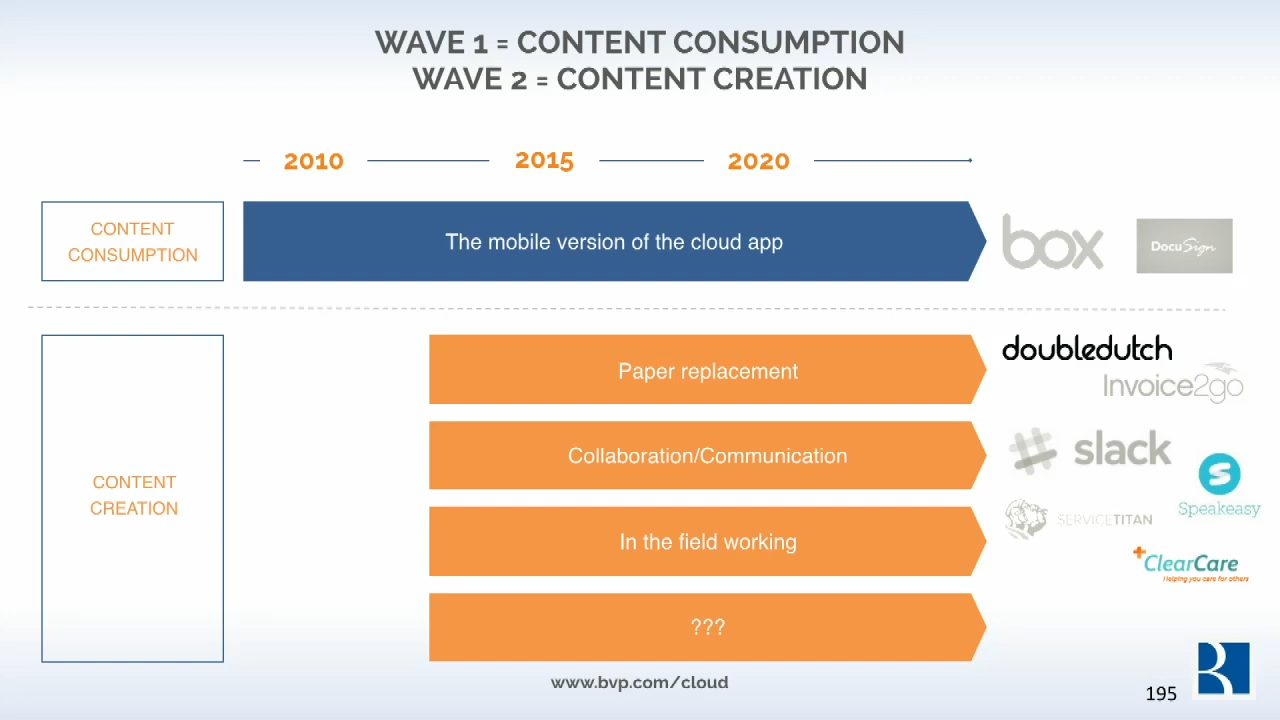 WAVE 1 = CONTENT CONSUMPTION
WAVE 2 = CONTENT CREATION
2010 2015 2020
CONTENT
CONSUMPTION
The mobile version of the cloud app
box
DocuSign
CONTENT
CREATION
Paper replacement
doubledutch
Invoice2go
Collaboration/Communication
slack
Speakeasy
In the field working
SERVICETITAN
ClearCare
Helping you care for others
???
www.bvp.com/cloud
195